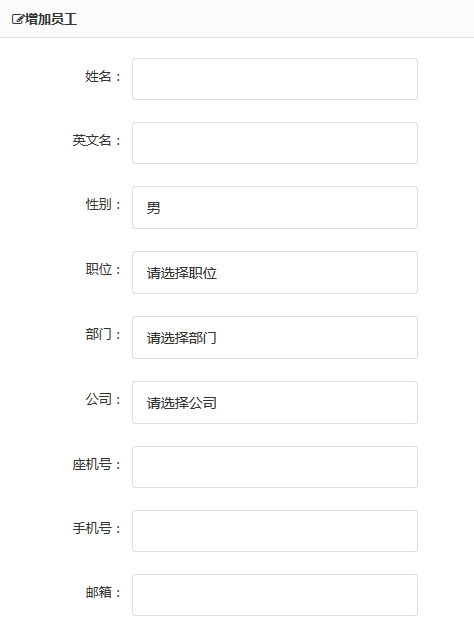 增加员工
姓名：
英文名：
性别： 男
职位： 请选择职位
部门： 请选择部门
公司： 请选择公司
座机号：
手机号：
邮箱：